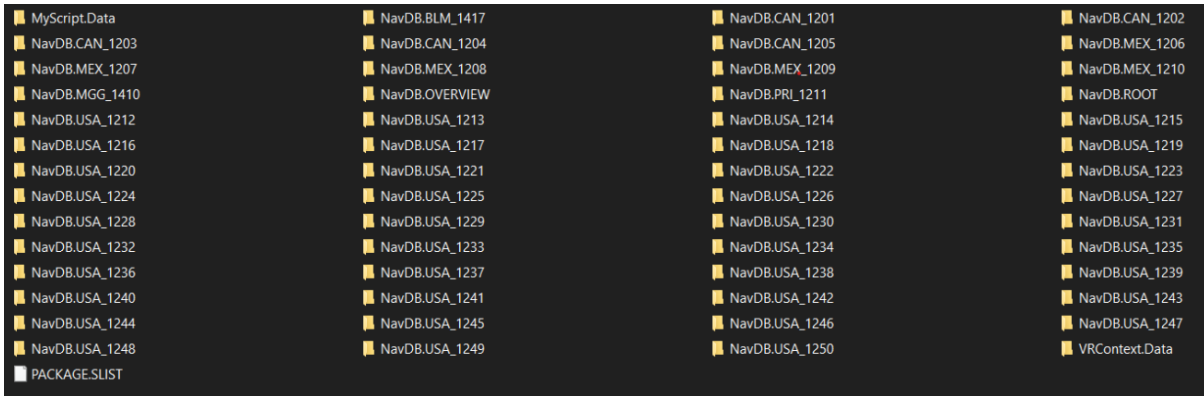 MyScript.Data NavDB.BLM_1417 NavDB.CAN_1201 NavDB.CAN_1202
NavDB.CAN_1203 NavDB.CAN_1204 NavDB.CAN_1205 NavDB.MEX_1206
NavDB.MEX_1207 NavDB.MEX_1208 NavDB.MEX_1209 NavDB.MEX_1210
NavDB.MGG_1410 NavDB.OVERVIEW NavDB.PRI_1211 NavDB.ROOT
NavDB.USA_1212 NavDB.USA_1213 NavDB.USA_1214 NavDB.USA_1215
NavDB.USA_1216 NavDB.USA_1217 NavDB.USA_1218 NavDB.USA_1219
NavDB.USA_1220 NavDB.USA_1221 NavDB.USA_1222 NavDB.USA_1223
NavDB.USA_1224 NavDB.USA_1225 NavDB.USA_1226 NavDB.USA_1227
NavDB.USA_1228 NavDB.USA_1229 NavDB.USA_1230 NavDB.USA_1231
NavDB.USA_1232 NavDB.USA_1233 NavDB.USA_1234 NavDB.USA_1235
NavDB.USA_1236 NavDB.USA_1237 NavDB.USA_1238 NavDB.USA_1239
NavDB.USA_1240 NavDB.USA_1241 NavDB.USA_1242 NavDB.USA_1243
NavDB.USA_1244 NavDB.USA_1245 NavDB.USA_1246 NavDB.USA_1247
NavDB.USA_1248 NavDB.USA_1249 NavDB.USA_1250 VRContext.Data
PACKAGE.SLIST